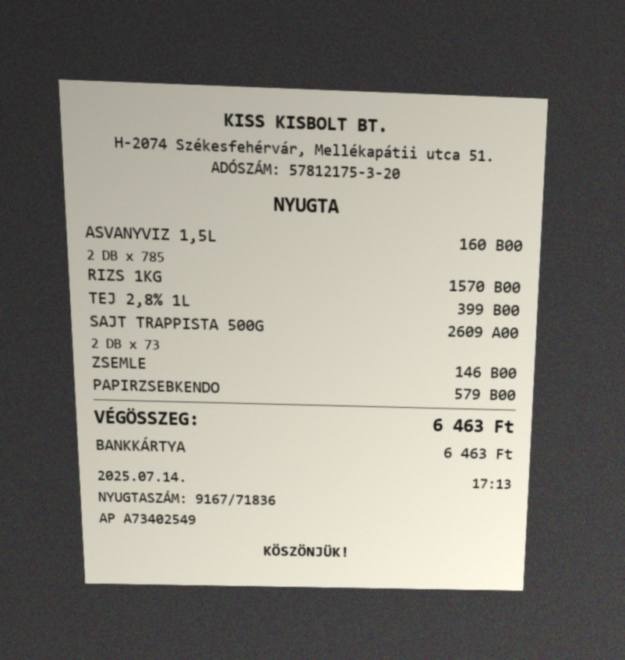 KISS KISBOLT BT.
H-2074 Székesfehérvár, Mellékapátii utca 51.
ADÓSZÁM: 57812175-3-20
NYUGTA
ASVANYVIZ 1,5L 160 B00
2 DB x 785
RIZS 1KG 1570 B00
TEJ 2,8% 1L 399 B00
SAJT TRAPPISTA 500G 2609 A00
2 DB x 73
ZSEMLE 146 B00
PAPIRZSEBKENDO 579 B00
VÉGÖSSZEG: 6 463 Ft
BANKKÁRTYA 6 463 Ft
2025.07.14. 17:13
NYUGTASZÁM: 9167/71836
AP A73402549
KÖSZÖNJÜK!